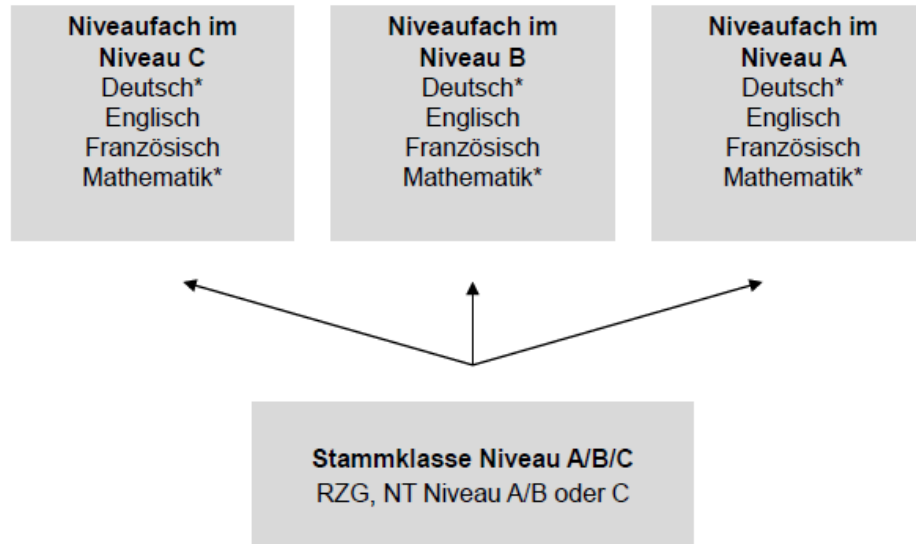 Niveaufach im
Niveau C
Deutsch*
Englisch
Französisch
Mathematik*
Niveaufach im
Niveau B
Deutsch*
Englisch
Französisch
Mathematik*
Niveaufach im
Niveau A
Deutsch*
Englisch
Französisch
Mathematik*
Stammklasse Niveau A/B/C
RZG, NT Niveau A/B oder C